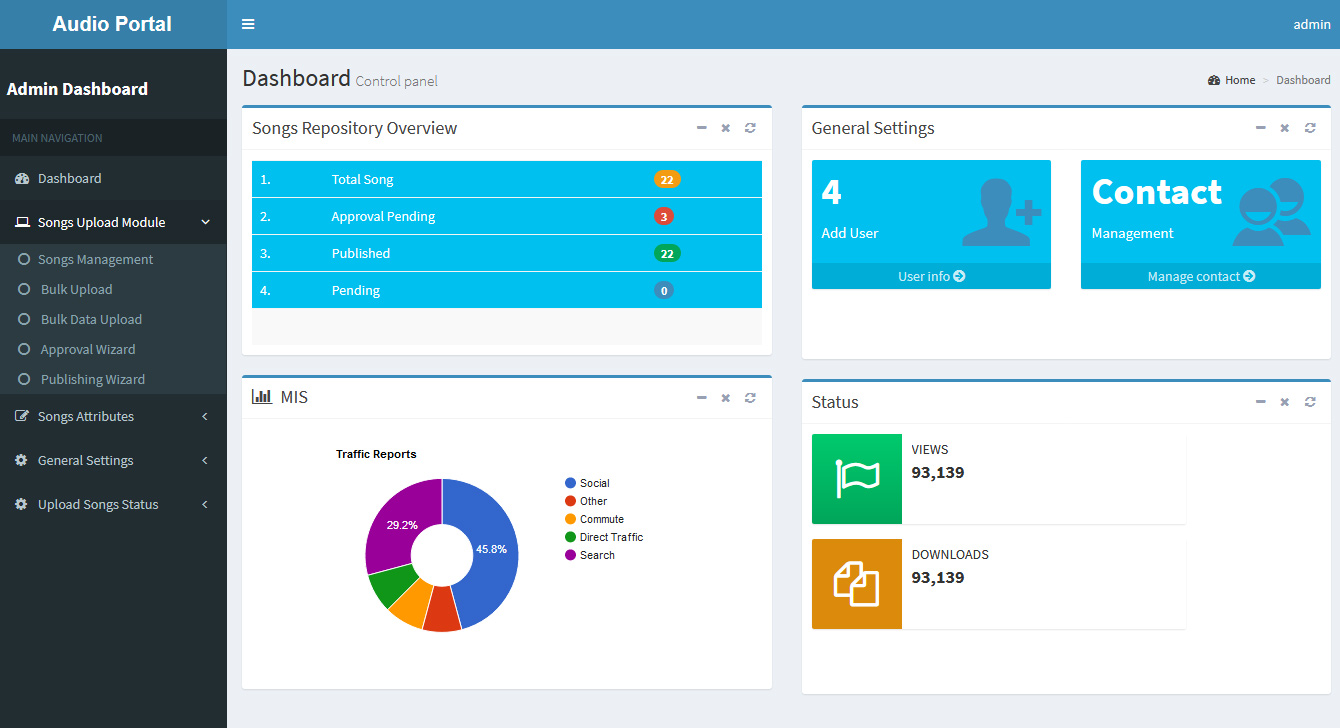 Audio Portal
admin
Admin Dashboard
MAIN NAVIGATION
Dashboard
Songs Upload Module
Songs Management
Bulk Upload
Bulk Data Upload
Approval Wizard
Publishing Wizard
Songs Attributes
General Settings
Upload Songs Status
Dashboard Control panel
Home > Dashboard
Songs Repository Overview
1. Total Song 22
2. Approval Pending 3
3. Published 22
4. Pending 0
General Settings
4
Add User
User info
Contact
Management
Manage contact
MIS
Traffic Reports
29.2%
45.8%
Social
Other
Commute
Direct Traffic
Search
Status
VIEWS
93,139
DOWNLOADS
93,139